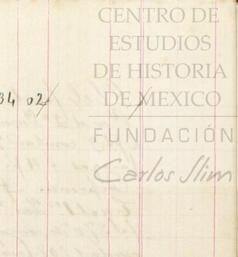 CENTRO DE
ESTUDIOS
DE HISTORIA
DE MEXICO
FUNDACIÓN
Carlos Slim
34 02